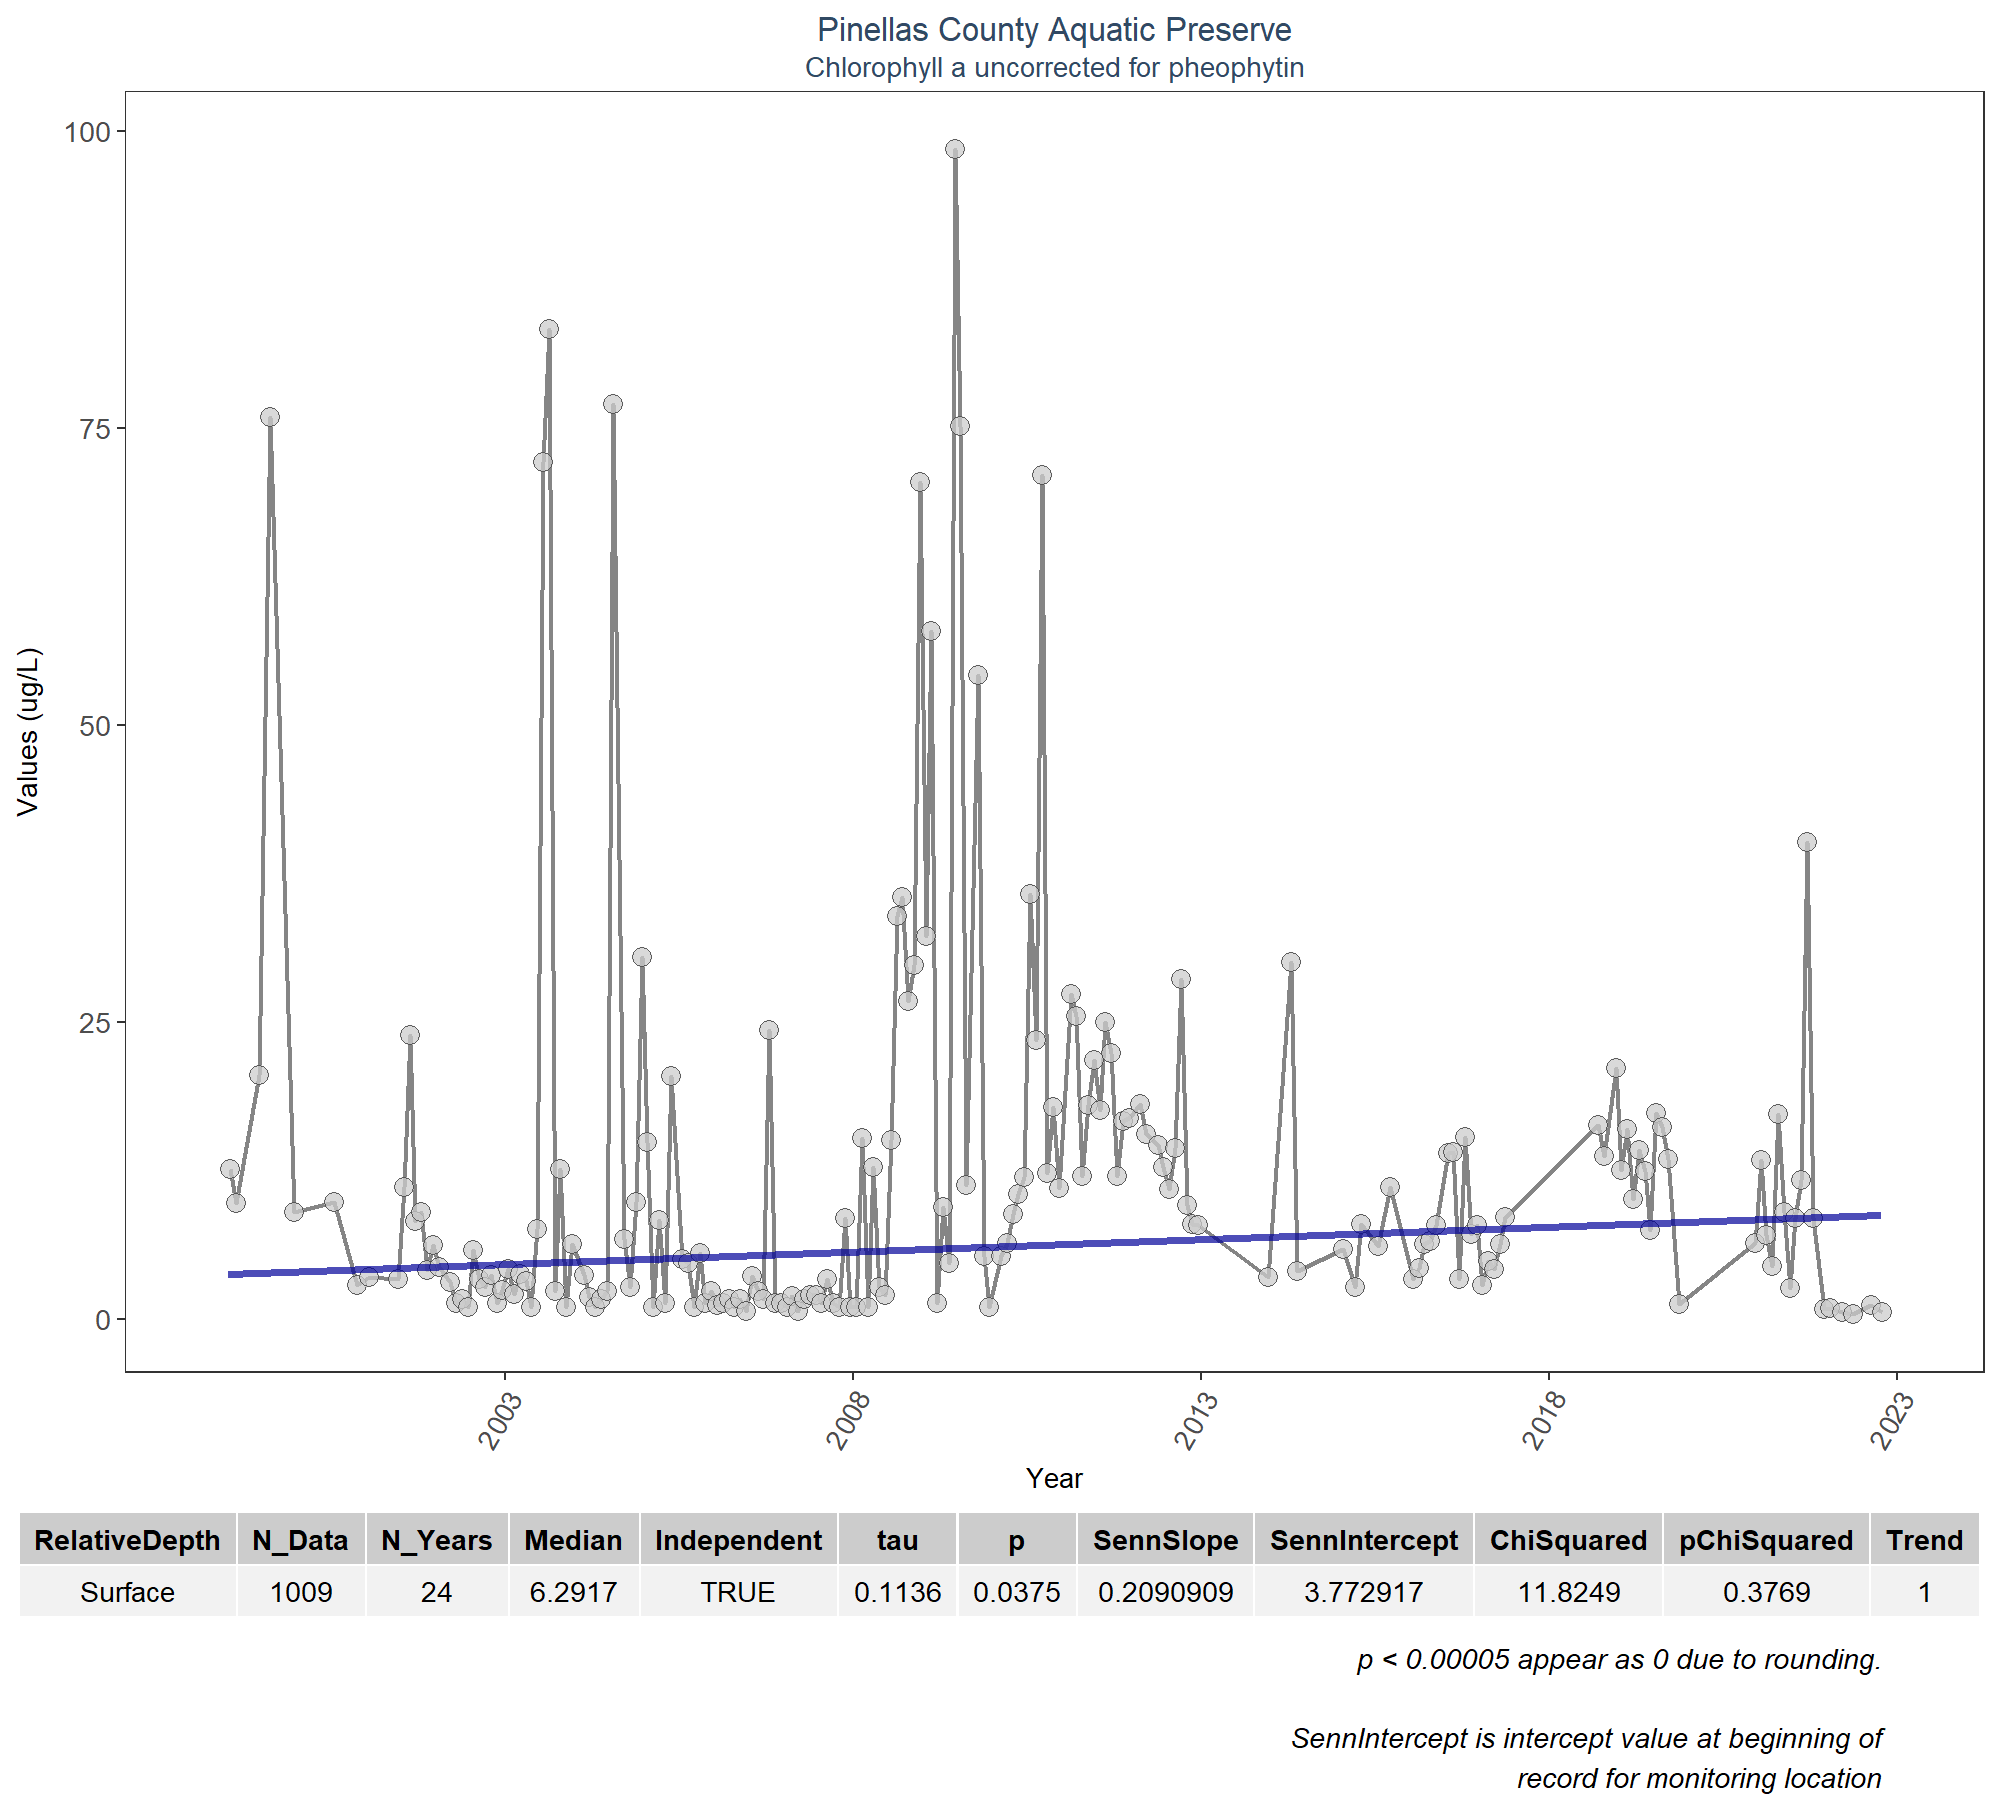 Pinellas County Aquatic Preserve
Chlorophyll a uncorrected for pheophytin
100
75
50
25
0
Values (ug/L)
2003 2008 2013 2018 2023
Year
RelativeDepth N_Data N_Years Median Independent tau p SennSlope SennIntercept ChiSquared pChiSquared Trend
Surface 1009 24 6.2917 TRUE 0.1136 0.0375 0.2090909 3.772917 11.8249 0.3769 1
p < 0.00005 appear as 0 due to rounding.
SennIntercept is intercept value at beginning of
record for monitoring location